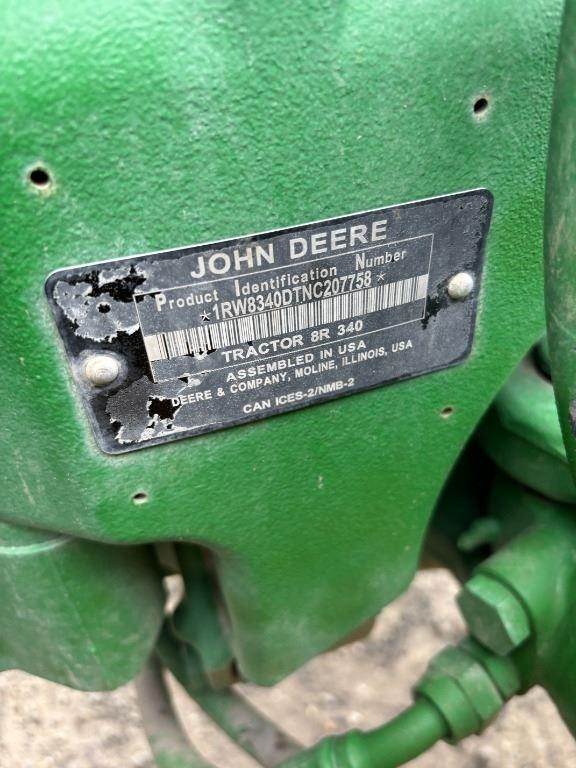 JOHN DEERE
Product Identification Number
*1RW8340DTNC207758*
TRACTOR 8R 340
ASSEMBLED IN USA
DEERE & COMPANY, MOLINE, ILLINOIS, USA
CAN ICES-2/NMB-2